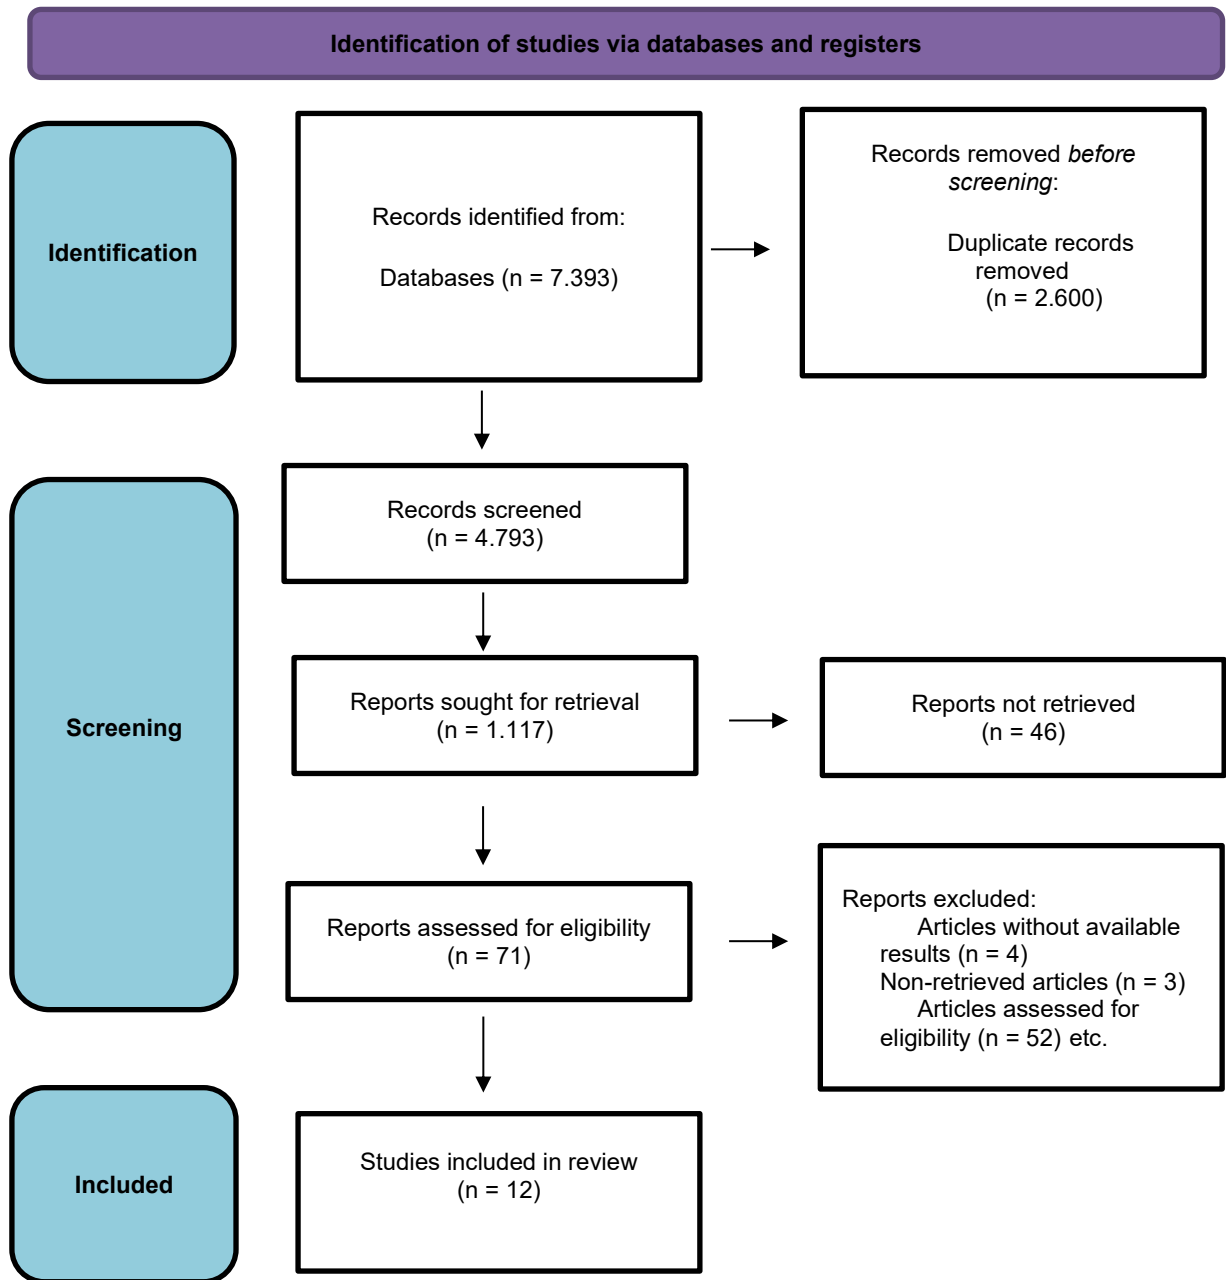 Identification of studies via databases and registers
Identification
Records identified from:
Databases (n = 7.393)
Records removed before
screening:
Duplicate records
removed
(n = 2.600)
Screening
Records screened
(n = 4.793)
Reports sought for retrieval
(n = 1.117)
Reports not retrieved
(n = 46)
Reports assessed for eligibility
(n = 71)
Reports excluded:
Articles without available
results (n = 4)
Non-retrieved articles (n = 3)
Articles assessed for
eligibility (n = 52) etc.
Included
Studies included in review
(n = 12)